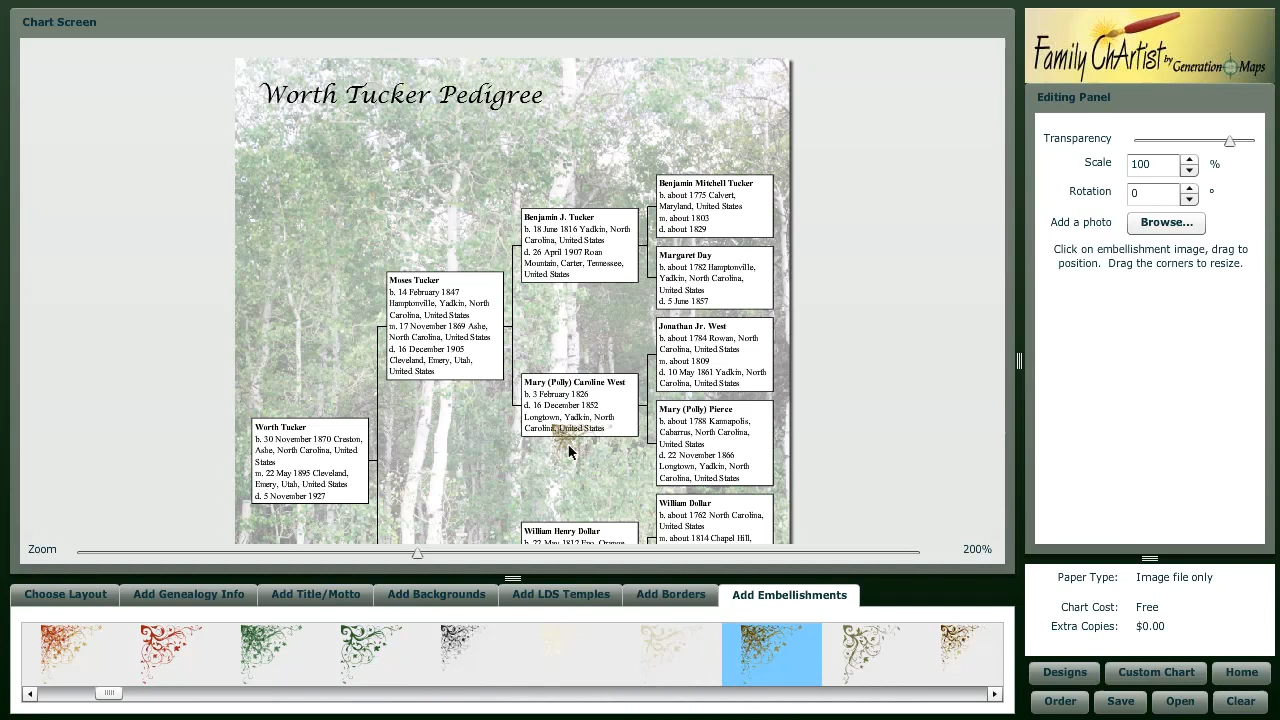 Chart Screen
Worth Tucker Pedigree
Benjamin Mitchell Tucker
b. about 1775 Calvert,
Maryland, United States
m. about 1803
d. about 1829
Benjamin J. Tucker
b. 18 June 1816 Yadkin, North
Carolina, United States
d. 26 April 1907 Roan
Mountain, Carter, Tennessee,
United States
Margaret Day
b. about 1782 Hamptonville,
Yadkin, North Carolina,
United States
d. 5 June 1857
Moses Tucker
b. 14 February 1847
Hamptonville, Yadkin, North
Carolina, United States
m. 17 November 1869 Ashe,
North Carolina, United States
d. 16 December 1905
Cleveland, Emery, Utah,
United States
Jonathan Jr. West
b. about 1784 Rowan, North
Carolina, United States
m. about 1809
d. 10 May 1861 Yadkin, North
Carolina, United States
Mary (Polly) Caroline West
b. 3 February 1826
d. 16 December 1852
Longtown, Yadkin, North
Carolina, United States
Mary (Polly) Pierce
b. about 1788 Kannapolis,
Cabarrus, North Carolina,
United States
d. 22 November 1866
Longtown, Yadkin, North
Carolina, United States
Worth Tucker
b. 30 November 1870 Creston,
Ashe, North Carolina, United
States
m. 22 May 1895 Cleveland,
Emery, Utah, United States
d. 5 November 1927
William Dollar
b. about 1762 North Carolina,
United States
m. about 1814 Chapel Hill,
William Henry Dollar
b. 22 May 1812 Eno, Orange,
Zoom
200%
Choose Layout
Add Genealogy Info
Add Title/Motto
Add Backgrounds
Add LDS Temples
Add Borders
Add Embellishments
Family ChArtist by Generation Maps
Editing Panel
Transparency
Scale
100
%
Rotation
0
°
Add a photo
Browse...
Click on embellishment image, drag to
position. Drag the corners to resize.
Paper Type: Image file only
Chart Cost: Free
Extra Copies: $0.00
Designs
Custom Chart
Home
Order
Save
Open
Clear